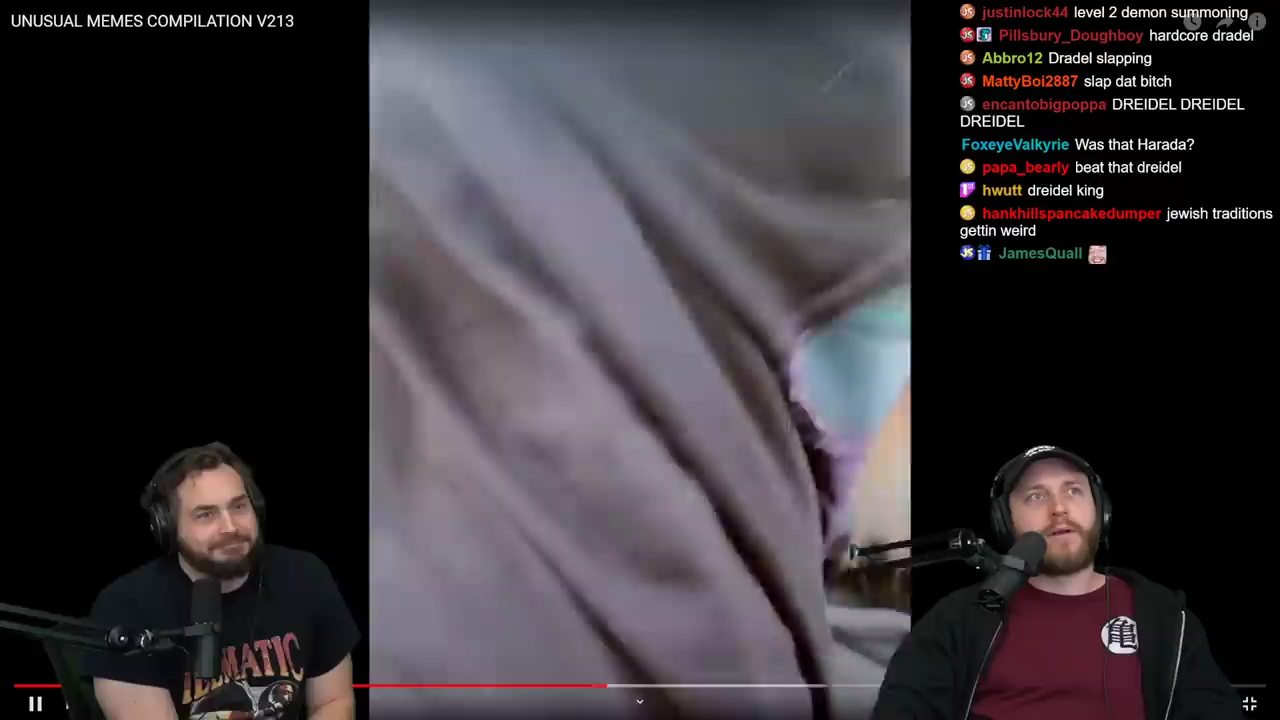 UNUSUAL MEMES COMPILATION V213
justinlock44 level 2 demon summoning
Pillsbury_Doughboy hardcore dradel
Abbro12 Dradel slapping
MattyBoi2887 slap dat bitch
encantobigpoppa DREIDEL DREIDEL
DREIDEL
FoxeyeValkyrie Was that Harada?
papa_bearly beat that dreidel
hwutt dreidel king
hankhillspancakedumper jewish traditions
gettin weird
JamesQuall
亀